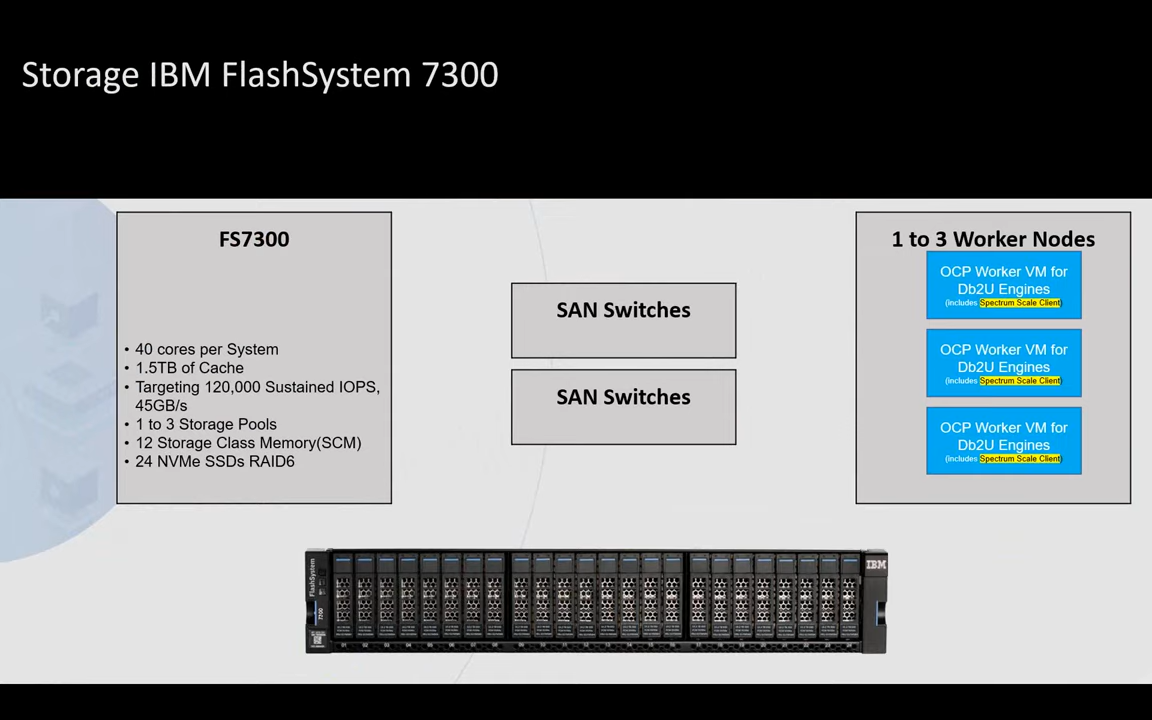 Storage IBM FlashSystem 7300
FS7300
• 40 cores per System
• 1.5TB of Cache
• Targeting 120,000 Sustained IOPS,
45GB/s
• 1 to 3 Storage Pools
• 12 Storage Class Memory(SCM)
• 24 NVMe SSDs RAID6
SAN Switches
SAN Switches
1 to 3 Worker Nodes
OCP Worker VM for
Db2U Engines
(includes Spectrum Scale Client)
OCP Worker VM for
Db2U Engines
(includes Spectrum Scale Client)
OCP Worker VM for
Db2U Engines
(includes Spectrum Scale Client)
FlashSystem
7300
IBM